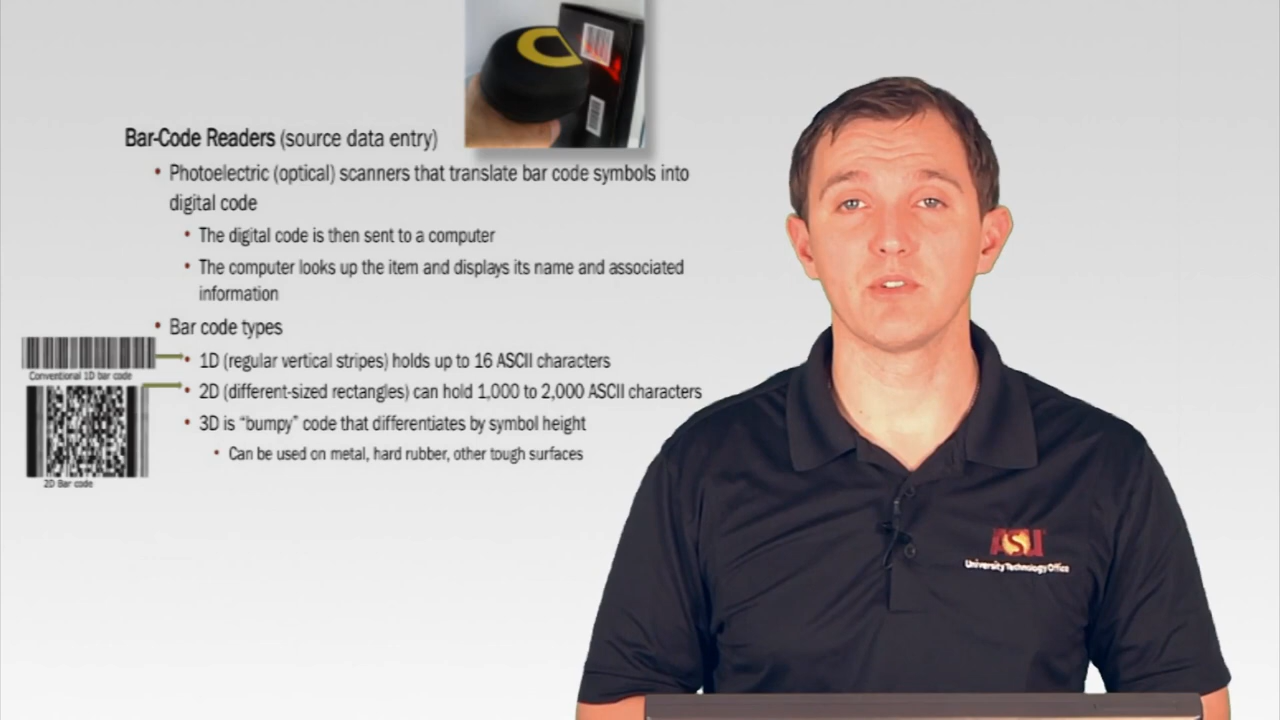 Bar-Code Readers (source data entry)
• Photoelectric (optical) scanners that translate bar code symbols into
digital code
• The digital code is then sent to a computer
• The computer looks up the item and displays its name and associated
information
• Bar code types
• 1D (regular vertical stripes) holds up to 16 ASCII characters
• 2D (different-sized rectangles) can hold 1,000 to 2,000 ASCII characters
• 3D is “bumpy” code that differentiates by symbol height
• Can be used on metal, hard rubber, other tough surfaces
Conventional 1D bar code
2D Bar code
ASU
University Technology Office